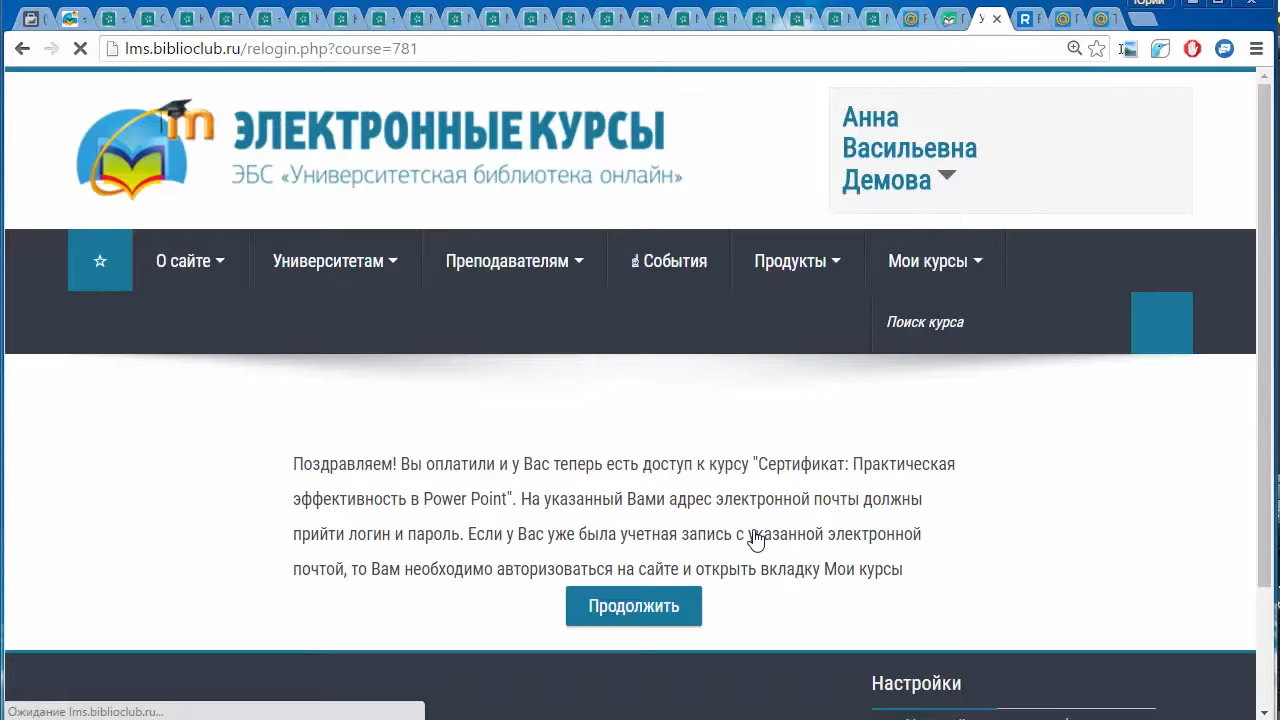 Юрий
lms.biblioclub.ru/relogin.php?course=781
ЭЛЕКТРОННЫЕ КУРСЫ
ЭБС «Университетская библиотека онлайн»
Анна
Васильевна
Демова
О сайте
Университетам
Преподавателям
События
Продукты
Мои курсы
Поиск курса
Поздравляем! Вы оплатили и у Вас теперь есть доступ к курсу "Сертификат: Практическая
эффективность в Power Point". На указанный Вами адрес электронной почты должны
прийти логин и пароль. Если у Вас уже была учетная запись с указанной электронной
почтой, то Вам необходимо авторизоваться на сайте и открыть вкладку Мои курсы
Продолжить
Настройки
Ожидание lms.biblioclub.ru...